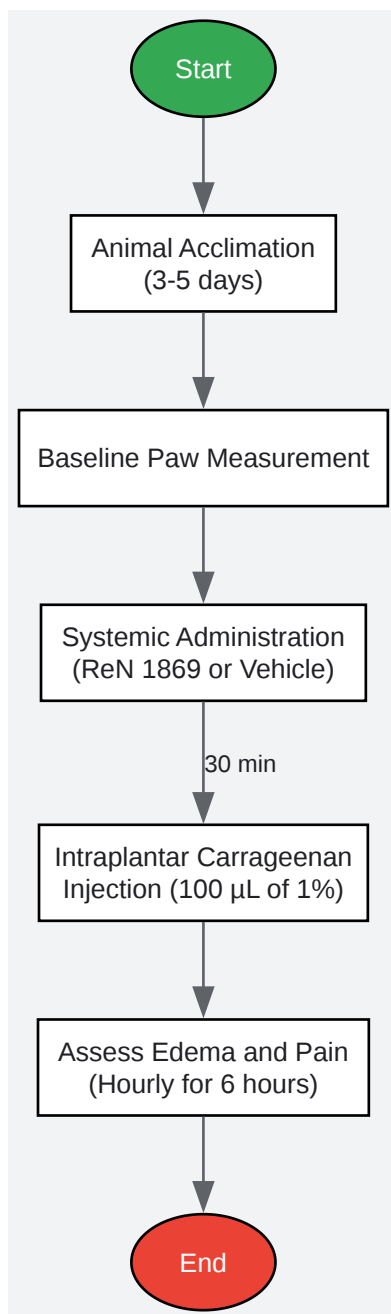 Start
Animal Acclimation
(3-5 days)
Baseline Paw Measurement
Systemic Administration
(ReN 1869 or Vehicle)
30 min
Intraplantar Carrageenan
Injection (100 µL of 1%)
Assess Edema and Pain
(Hourly for 6 hours)
End